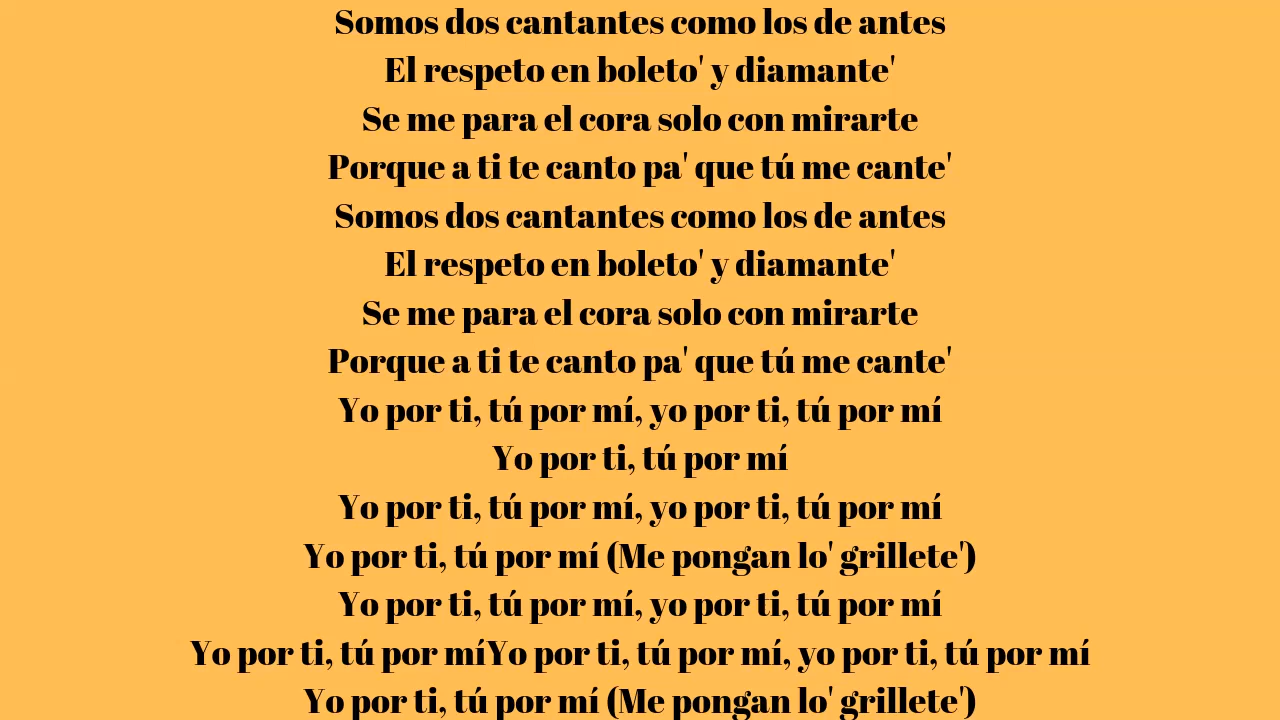 Somos dos cantantes como los de antes
El respeto en boleto' y diamante'
Se me para el cora solo con mirarte
Porque a ti te canto pa' que tú me cante'
Somos dos cantantes como los de antes
El respeto en boleto' y diamante'
Se me para el cora solo con mirarte
Porque a ti te canto pa' que tú me cante'
Yo por ti, tú por mí, yo por ti, tú por mí
Yo por ti, tú por mí
Yo por ti, tú por mí, yo por ti, tú por mí
Yo por ti, tú por mí (Me pongan lo' grillete')
Yo por ti, tú por mí, yo por ti, tú por mí
Yo por ti, tú por míYo por ti, tú por mí, yo por ti, tú por mí
Yo por ti, tú por mí (Me pongan lo' grillete')